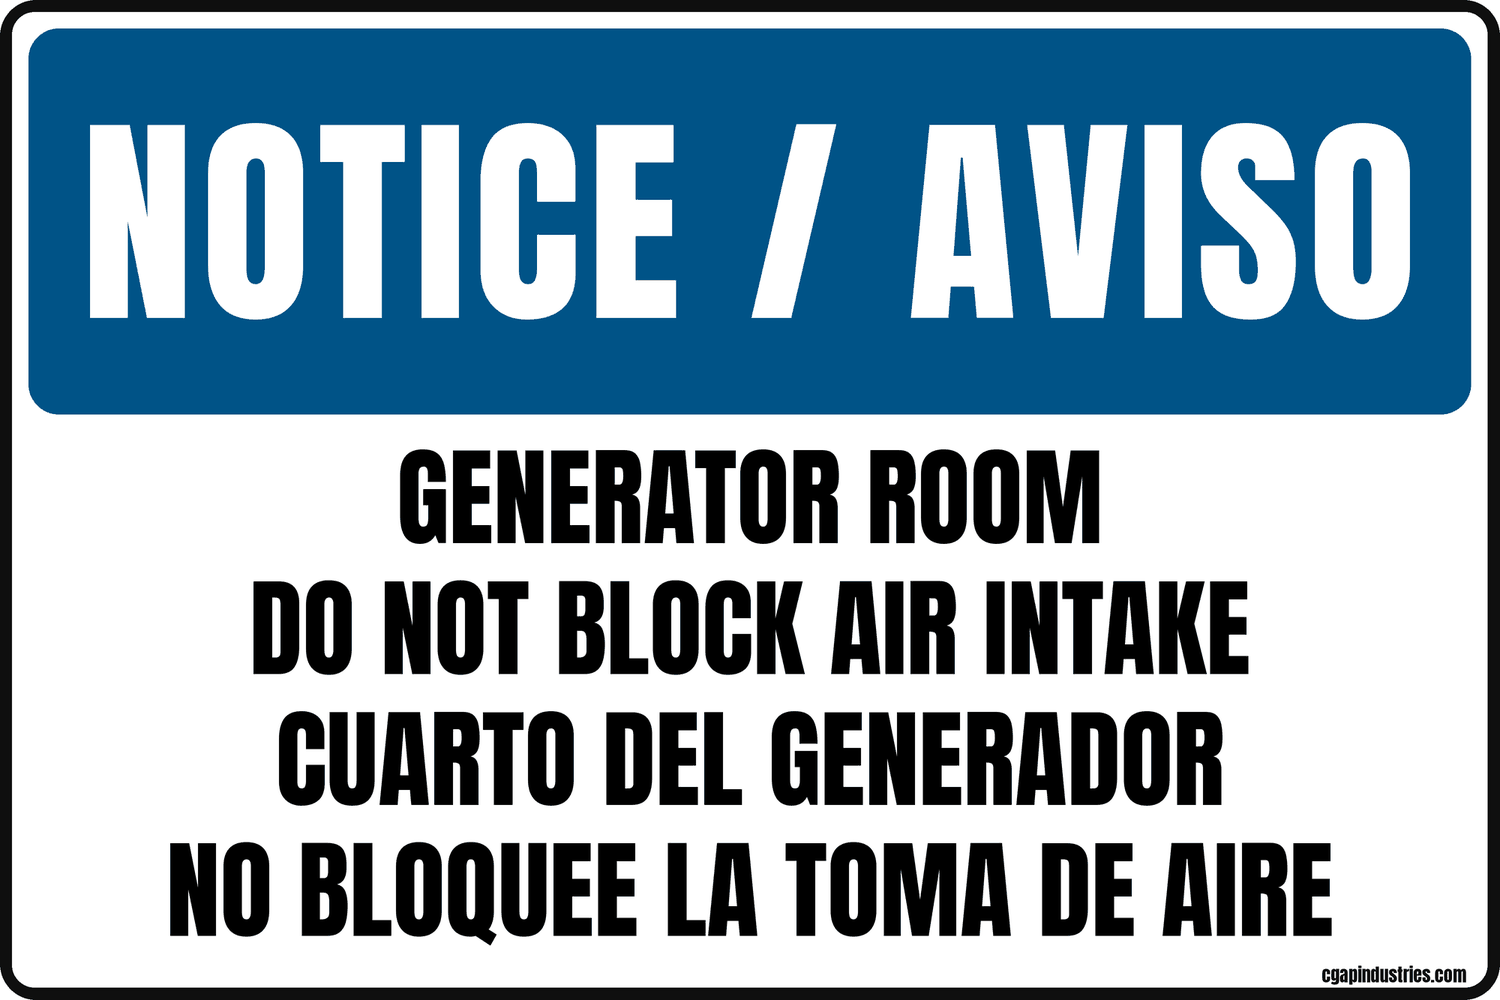 NOTICE / AVISO
GENERATOR ROOM
DO NOT BLOCK AIR INTAKE
CUARTO DEL GENERADOR
NO BLOQUEE LA TOMA DE AIRE
cgapindustries.com